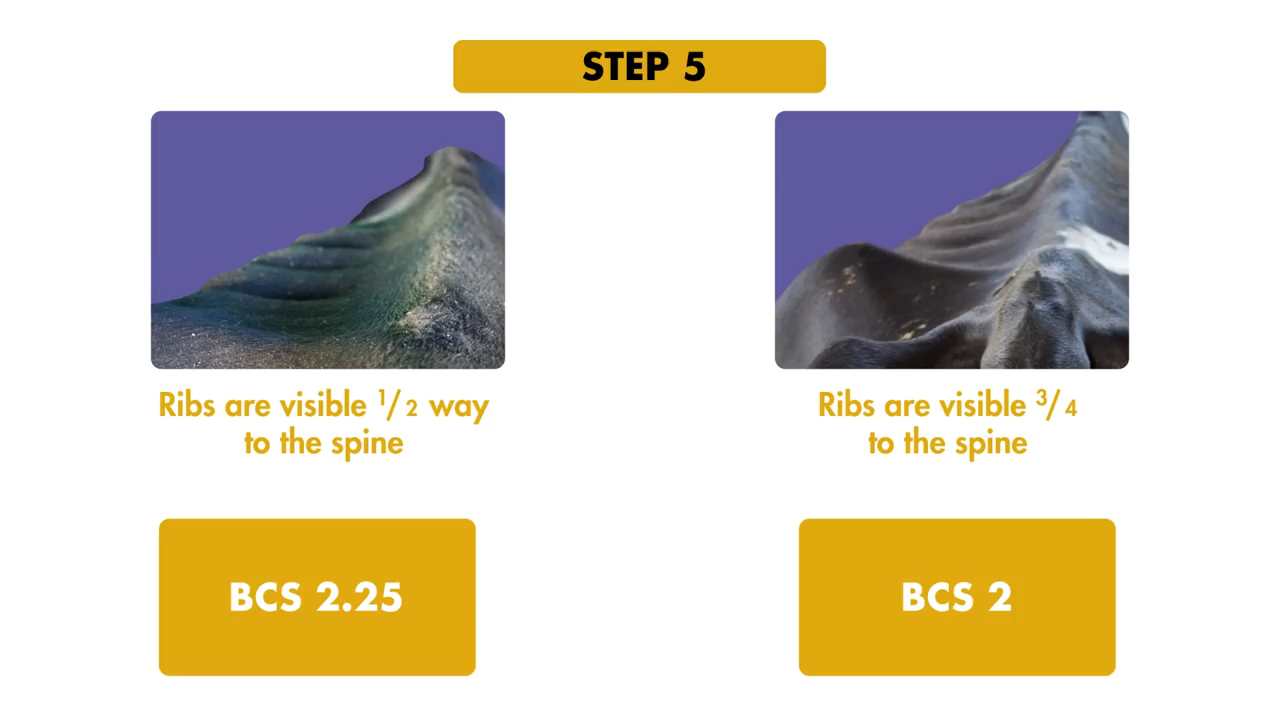 STEP 5
Ribs are visible 1/2 way
to the spine
Ribs are visible 3/4
to the spine
BCS 2.25
BCS 2